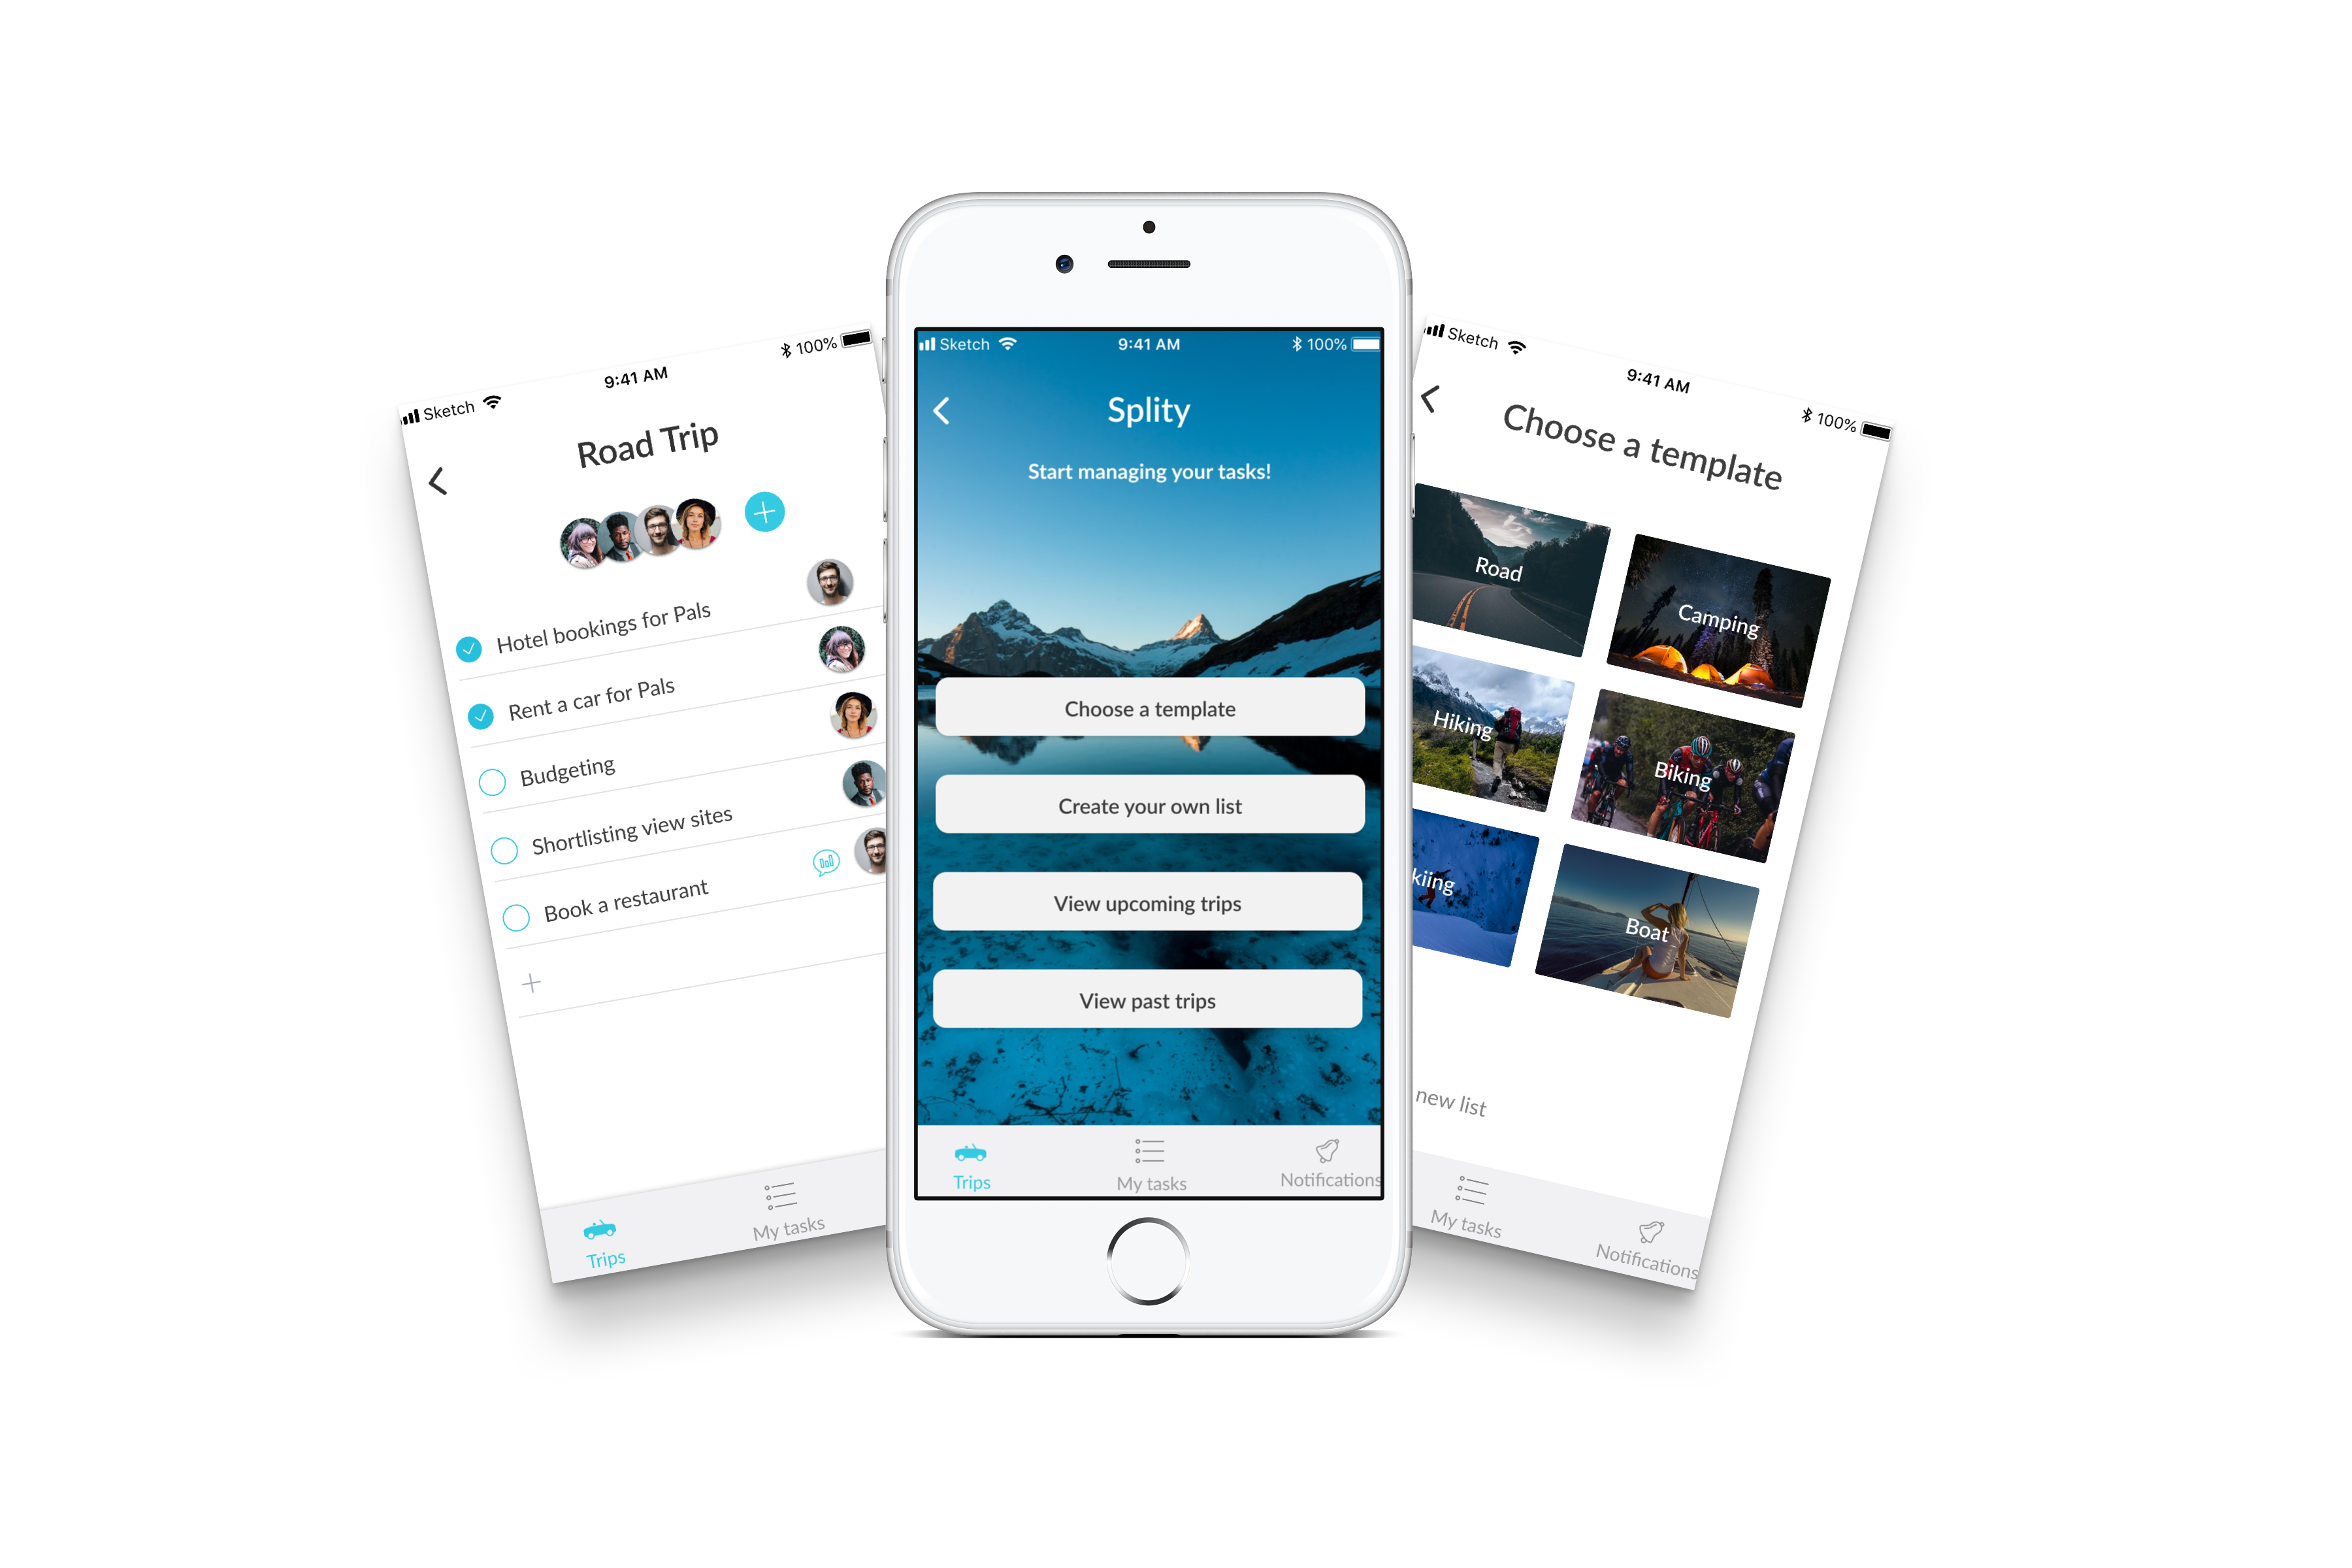 Sketch
9:41 AM
100%
Road Trip
Hotel bookings for Pals
Rent a car for Pals
Budgeting
Shortlisting view sites
Book a restaurant
Trips
My tasks
Sketch
9:41 AM
100%
Splity
Start managing your tasks!
Choose a template
Create your own list
View upcoming trips
View past trips
Trips
My tasks
Notifications
Sketch
9:41 AM
100%
Choose a template
Road
Camping
Hiking
Biking
kiing
Boat
new list
My tasks
Notifications